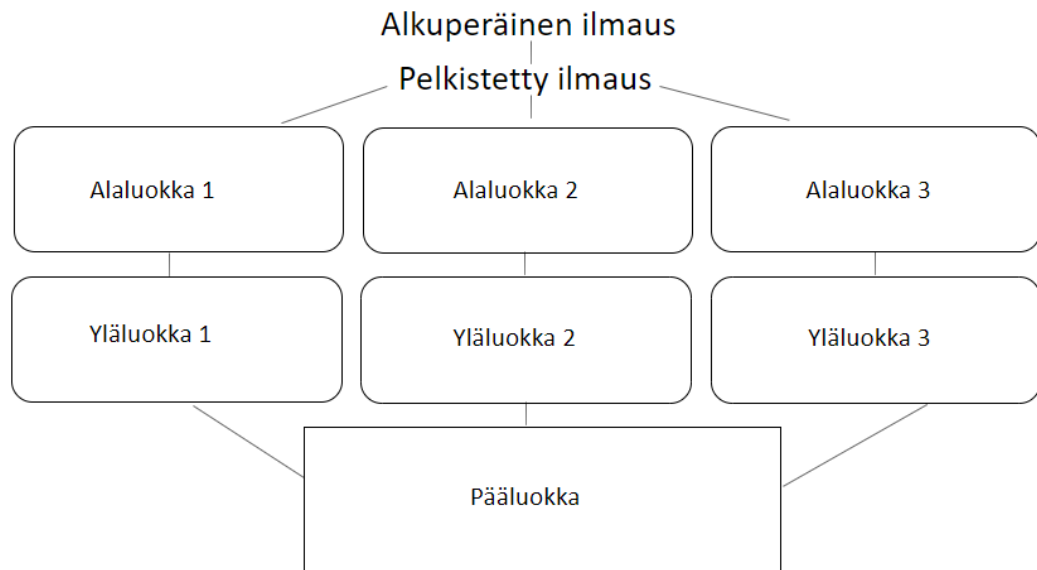 Alkuperäinen ilmaus
Pelkistetty ilmaus
Alaluokka 1
Alaluokka 2
Alaluokka 3
Yläluokka 1
Yläluokka 2
Yläluokka 3
Pääluokka